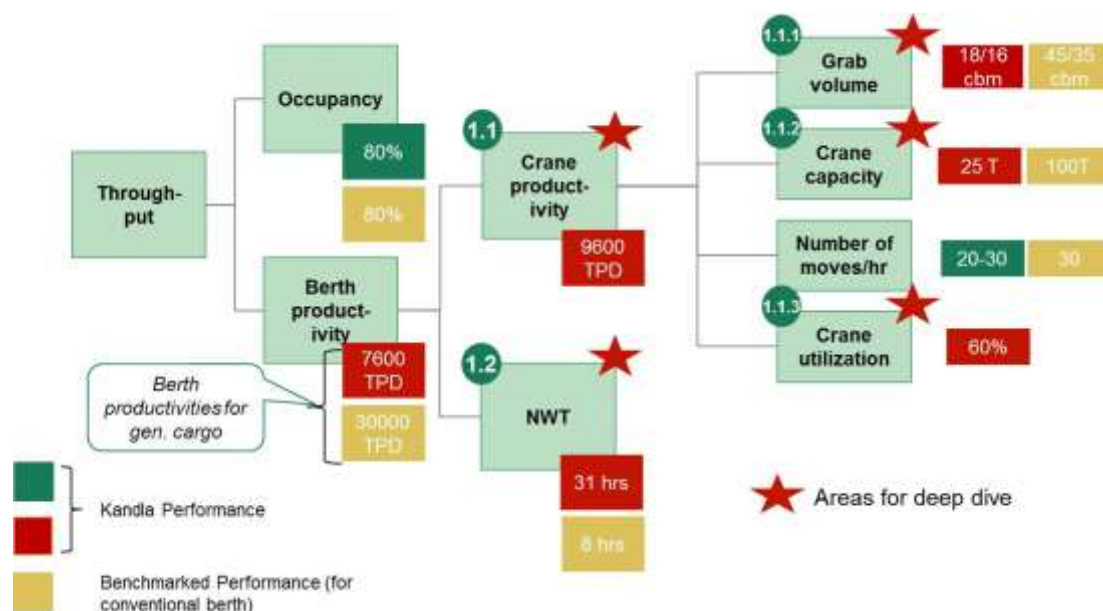 Occupancy
80%
80%
Through-
put
Berth
product-
ivity
7600
TPD
30000
TPD
Berth
productivities for
gen. cargo
1.1
Crane
product-
ivity
9600
TPD
1.2
NWT
31 hrs
8 hrs
1.1.1
Grab
volume
18/16
cbm
45/35
cbm
1.1.2
Crane
capacity
25 T
100T
Number of
moves/hr
20-30
30
1.1.3
Crane
utilization
60%
Kandla Performance
Benchmarked Performance (for
conventional berth)
Areas for deep dive